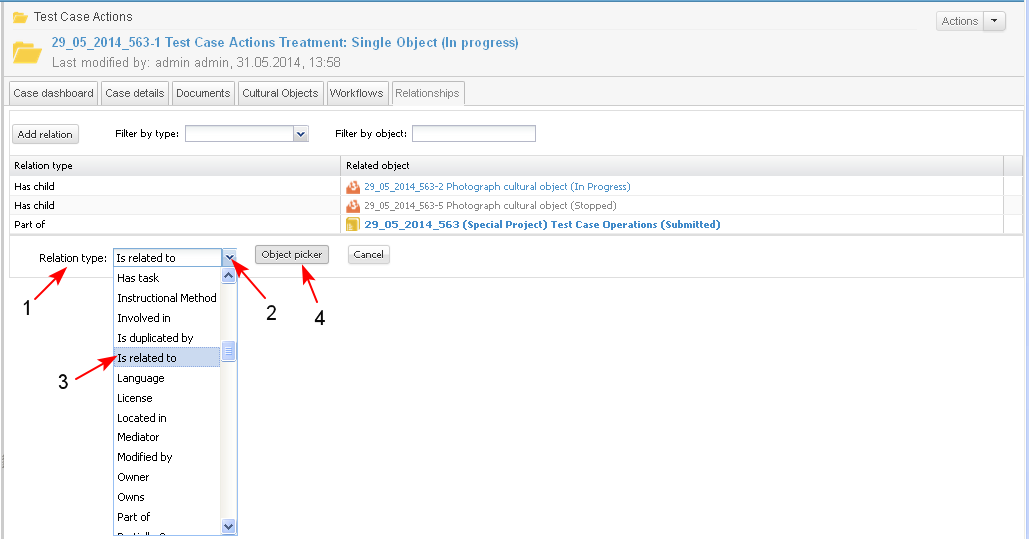 Test Case Actions
Actions
29_05_2014_563-1 Test Case Actions Treatment: Single Object (In progress)
Last modified by: admin admin, 31.05.2014, 13:58
Case dashboard Case details Documents Cultural Objects Workflows Relationships
Add relation Filter by type: Filter by object:
Relation type Related object
Has child 29_05_2014_563-2 Photograph cultural object (In Progress)
Has child 29_05_2014_563-5 Photograph cultural object (Stopped)
Part of 29_05_2014_563 (Special Project) Test Case Operations (Submitted)
Relation type: Is related to Object picker Cancel
Has task
Instructional Method
1 2 4
Involved in
Is duplicated by
Is related to
3
Language
License
Located in
Mediator
Modified by
Owner
Owns
Part of